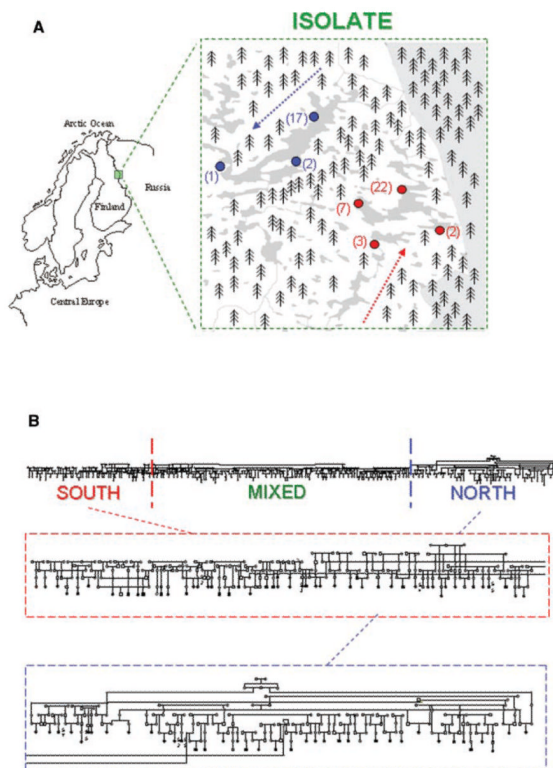 ISOLATE
A
Arctic Ocean
Russia
Finland
Central Europe
(17)
(1)
(2)
(22)
(7)
(3)
(2)
B
SOUTH
MIXED
NORTH